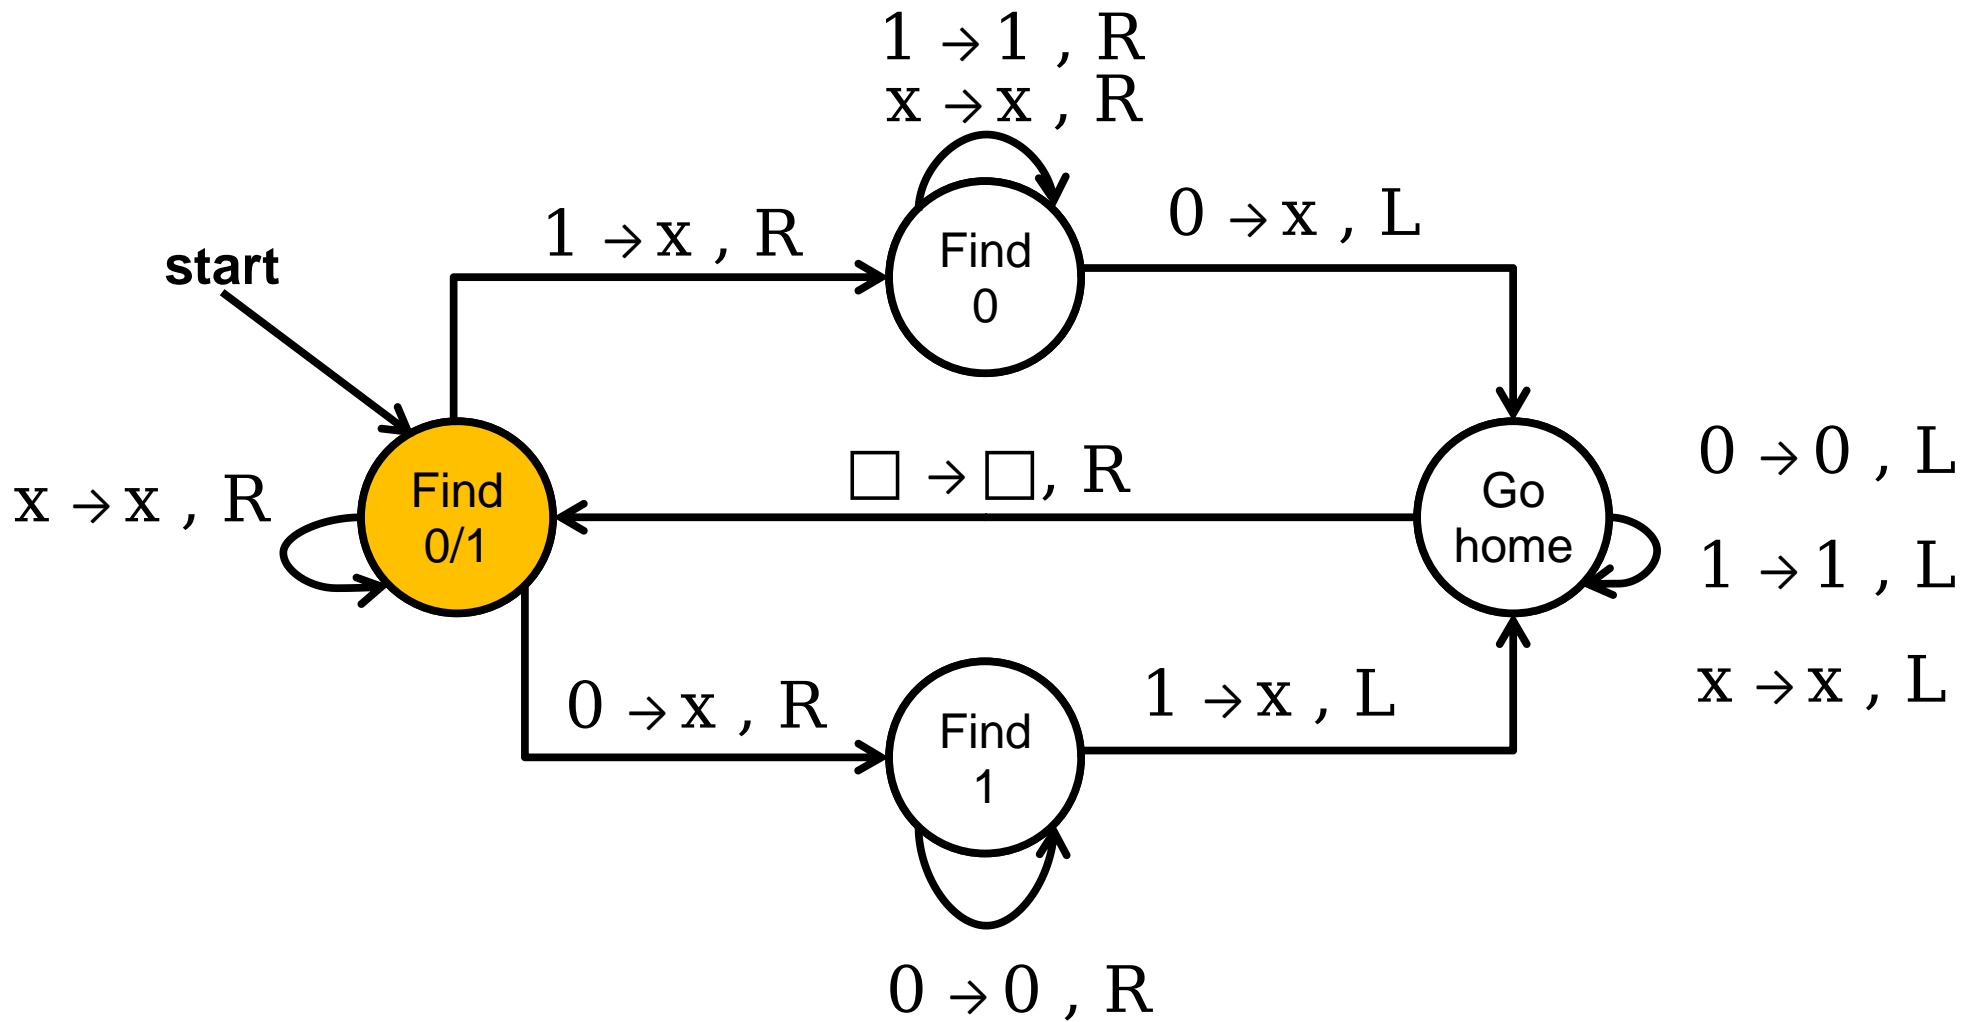 1 → 1 , R
x → x , R
0 → x , L
1 → x , R
start
Find
0
0 → 0 , L
□ → □, R
x → x , R
Find
0/1
Go
home
1 → 1 , L
x → x , L
0 → x , R
1 → x , L
Find
1
0 → 0 , R